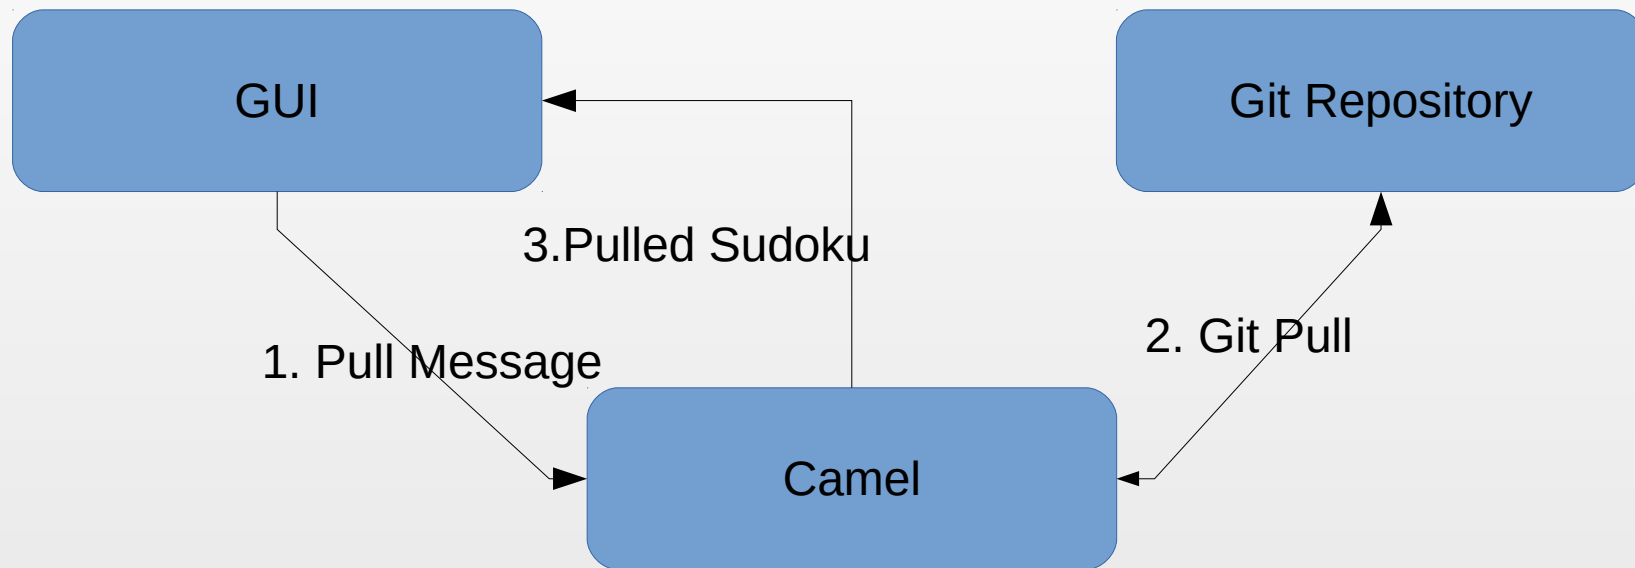 GUI
Git Repository
3.Pulled Sudoku
2. Git Pull
1. Pull Message
Camel